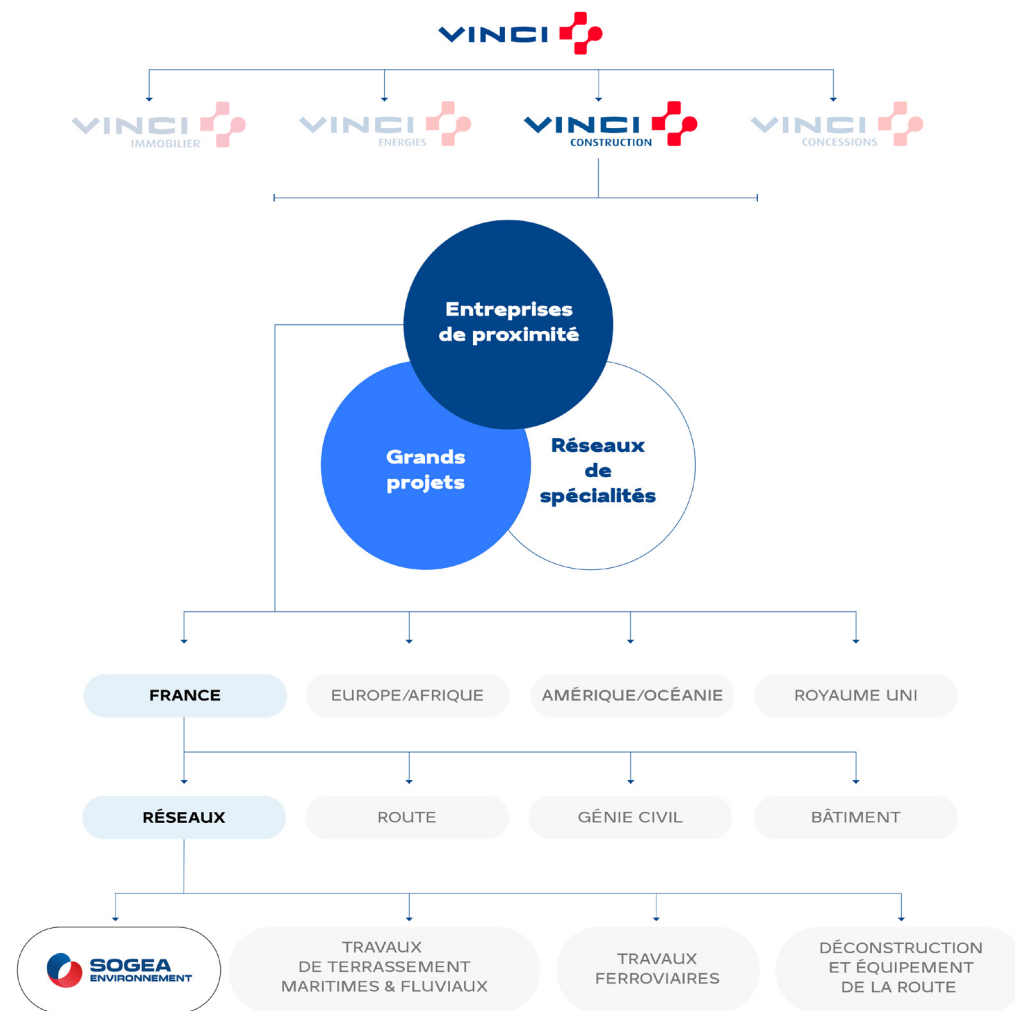 VINCI
VINCI
IMMOBILIER
VINCI
ENERGIES
VINCI
CONSTRUCTION
VINCI
CONCESSIONS
Entreprises
de proximité
Grands
projets
Réseaux
de
spécialités
FRANCE
EUROPE/AFRIQUE
AMÉRIQUE/OCÉANIE
ROYAUME UNI
RÉSEAUX
ROUTE
GÉNIE CIVIL
BÂTIMENT
SOGEA
ENVIRONNEMENT
TRAVAUX
DE TERRASSEMENT
MARITIMES & FLUVIAUX
TRAVAUX
FERROVIAIRES
DÉCONSTRUCTION
ET ÉQUIPEMENT
DE LA ROUTE